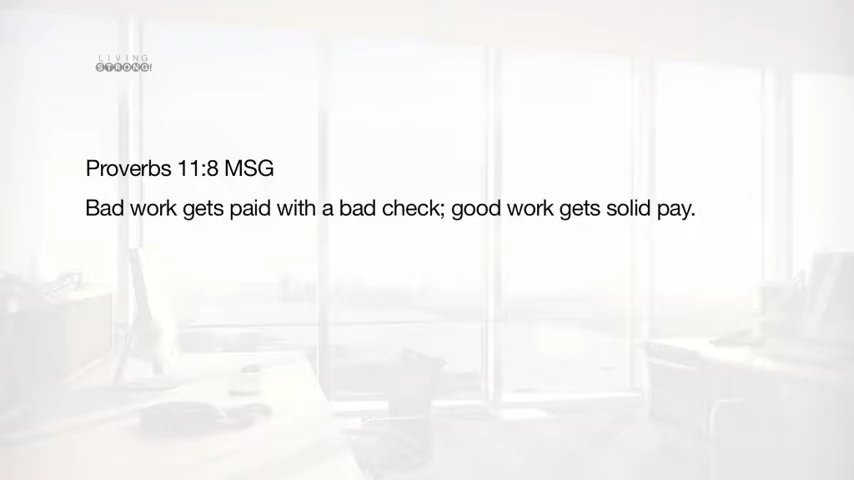 LIVING
STRONG!
Proverbs 11:8 MSG
Bad work gets paid with a bad check; good work gets solid pay.